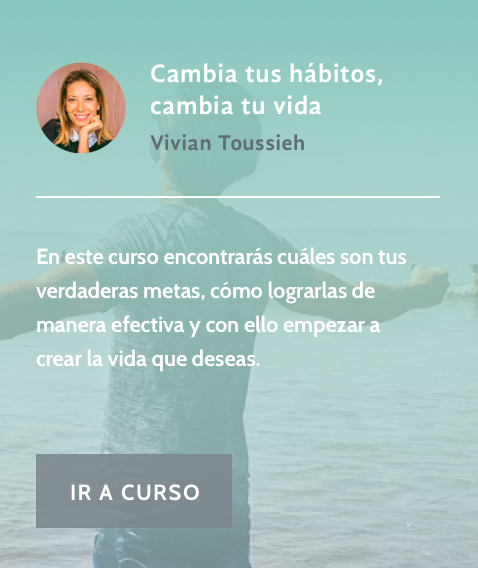 Cambia tus hábitos,
cambia tu vida
Vivian Toussieh
En este curso encontrarás cuáles son tus
verdaderas metas, cómo lograrlas de
manera efectiva y con ello empezar a
crear la vida que deseas.
IR A CURSO